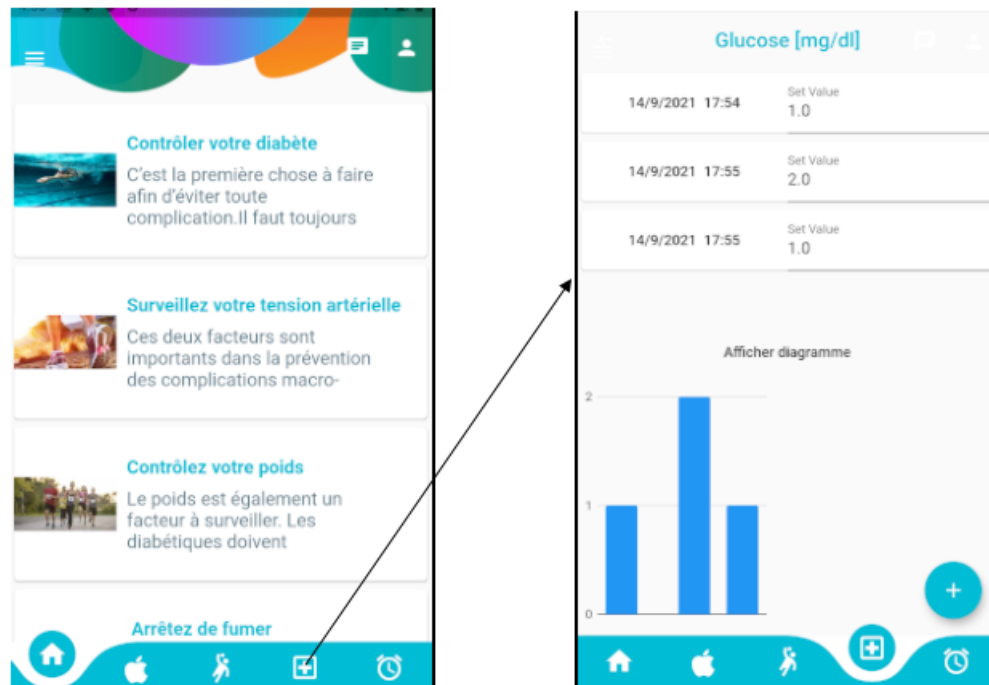 Contrôler votre diabète
C'est la première chose à faire
afin d'éviter toute
complication.Il faut toujours
Surveillez votre tension artérielle
Ces deux facteurs sont
importants dans la prévention
des complications macro-
Contrôlez votre poids
Le poids est également un
facteur à surveiller. Les
diabétiques doivent
Arrêtez de fumer
Glucose [mg/dl]
Set Value
14/9/2021 17:54
1.0
Set Value
14/9/2021 17:55
2.0
Set Value
14/9/2021 17:55
1.0
Afficher diagramme
2
1
0